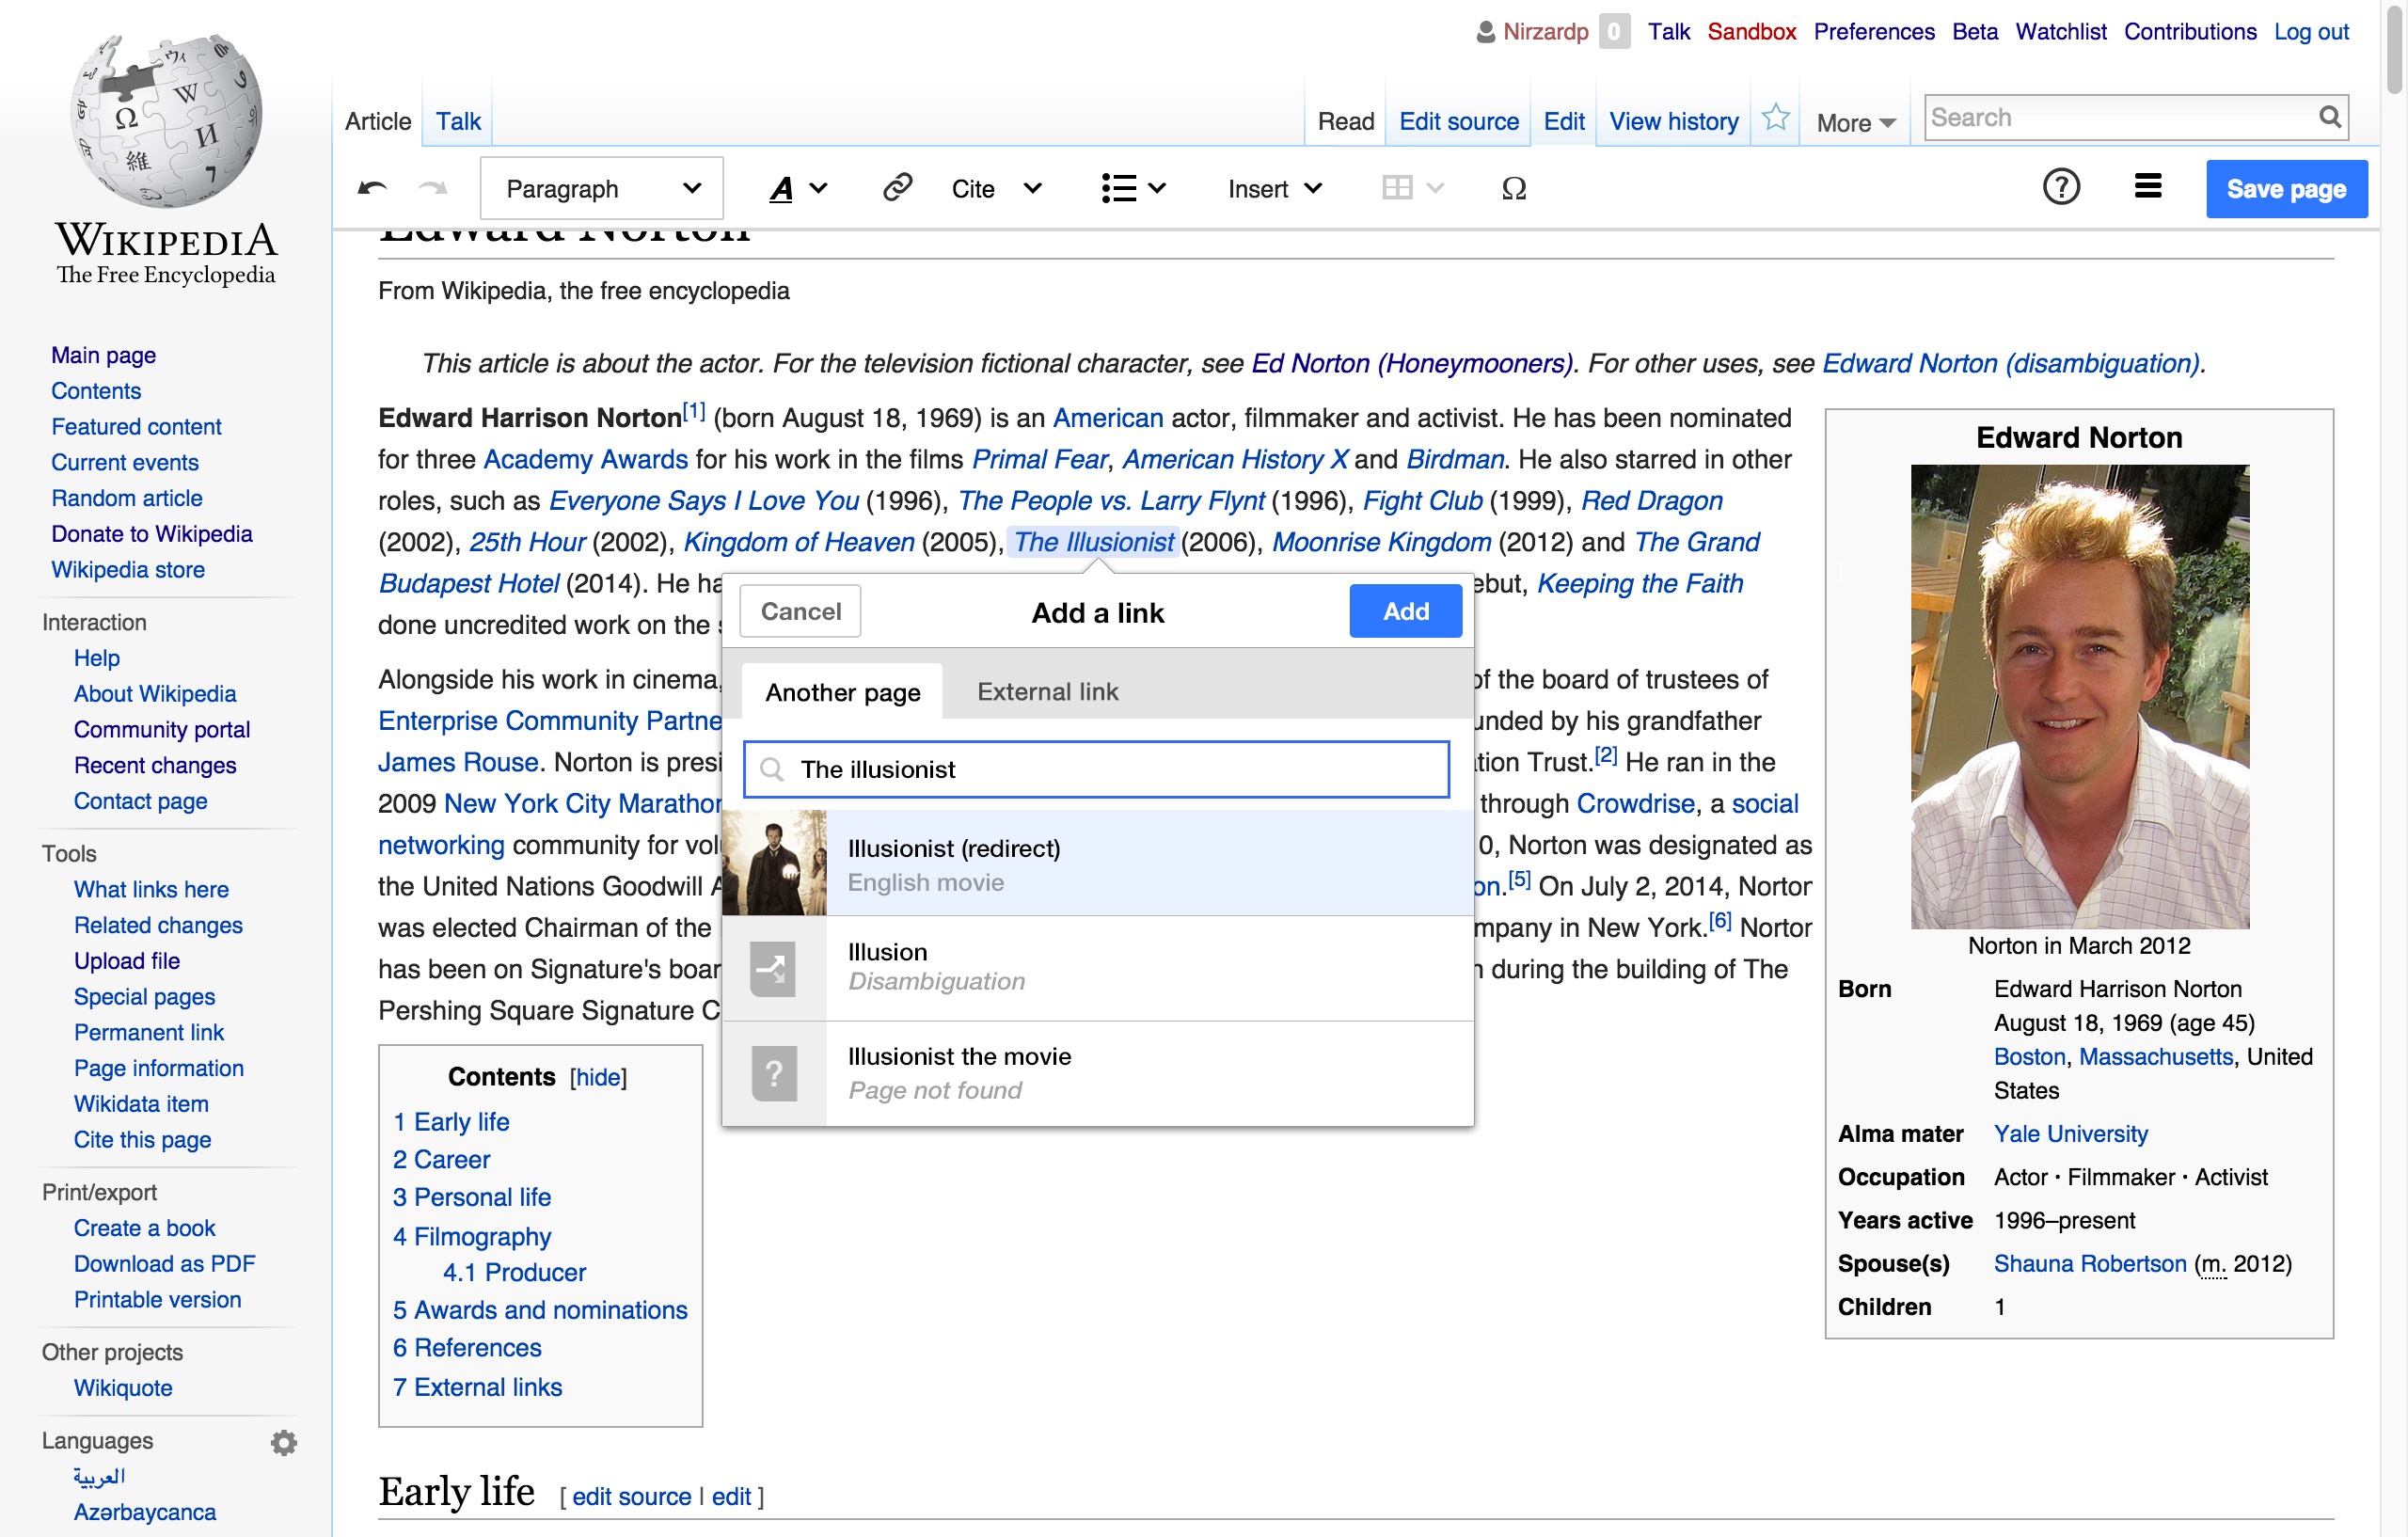 Nirzardp 0 Talk Sandbox Preferences Beta Watchlist Contributions Log out
WIKIPEDIA
The Free Encyclopedia
Article Talk Read Edit source Edit View history More Search
Paragraph A Cite Insert Ω ? Save page
Main page
Contents
Featured content
Current events
Random article
Donate to Wikipedia
Wikipedia store
Interaction
Help
About Wikipedia
Community portal
Recent changes
Contact page
Tools
What links here
Related changes
Upload file
Special pages
Permanent link
Page information
Wikidata item
Cite this page
Print/export
Create a book
Download as PDF
Printable version
Other projects
Wikiquote
Languages
العربية
Azərbaycanca
Edward Norton
From Wikipedia, the free encyclopedia
This article is about the actor. For the television fictional character, see Ed Norton (Honeymooners). For other uses, see Edward Norton (disambiguation).
Edward Harrison Norton[1] (born August 18, 1969) is an American actor, filmmaker and activist. He has been nominated
for three Academy Awards for his work in the films Primal Fear, American History X and Birdman. He also starred in other
roles, such as Everyone Says I Love You (1996), The People vs. Larry Flynt (1996), Fight Club (1999), Red Dragon
(2002), 25th Hour (2002), Kingdom of Heaven (2005), The Illusionist (2006), Moonrise Kingdom (2012) and The Grand
Budapest Hotel (2014). He ha ebut, Keeping the Faith
done uncredited work on the s
Alongside his work in cinema, of the board of trustees of
Enterprise Community Partne unded by his grandfather
James Rouse. Norton is presi tion Trust.[2] He ran in the
2009 New York City Marathon through Crowdrise, a social
networking community for vol 0, Norton was designated as
the United Nations Goodwill A on.[5] On July 2, 2014, Norton
was elected Chairman of the mpany in New York.[6] Norton
has been on Signature's boar n during the building of The
Pershing Square Signature C
Cancel Add a link Add
Another page External link
The illusionist
Illusionist (redirect)
English movie
Illusion
Disambiguation
? Illusionist the movie
Page not found
Contents [hide]
1 Early life
2 Career
3 Personal life
4 Filmography
4.1 Producer
5 Awards and nominations
6 References
7 External links
Early life [ edit source | edit ]
Edward Norton
Norton in March 2012
Born Edward Harrison Norton
August 18, 1969 (age 45)
Boston, Massachusetts, United
States
Alma mater Yale University
Occupation Actor · Filmmaker · Activist
Years active 1996–present
Spouse(s) Shauna Robertson (m. 2012)
Children 1